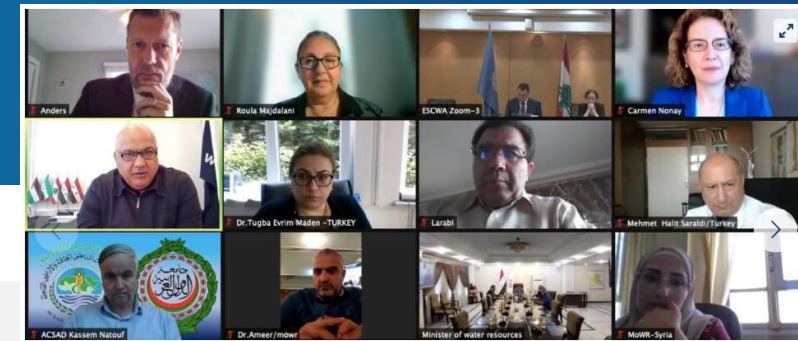 Anders
Roula Majdalani
ESCWA Zoom-3
Carmen Nonay
Dr.Tugba Evrim Maden -TURKEY
Larabi
Mehmet Halit Saraldi/Turkey
ACSAD Kassem Natouf
جامعة
Dr.Ameer/mowr
Minister of water resources
MoWR-Syria